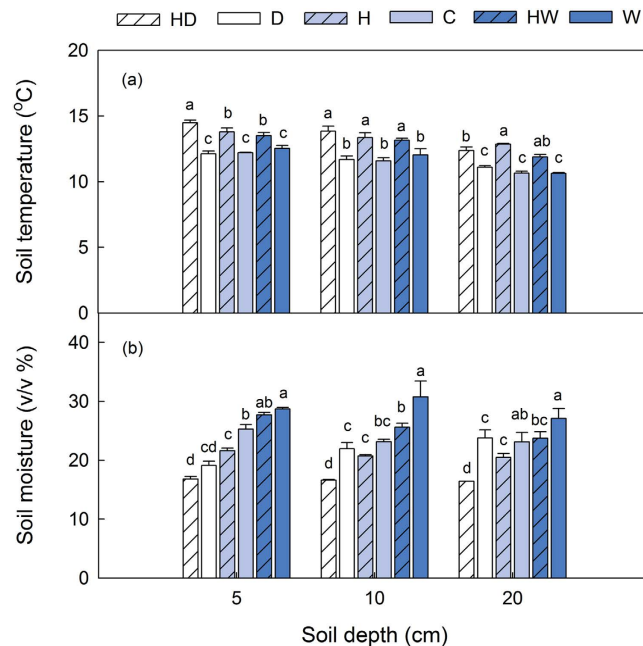 HD D H C HW W
20
(a)
a
c
b
c
b
c
a
b
a
b
a
b
b
c
a
c
ab
c
15
10
5
0
Soil temperature (°C)
40
(b)
d
cd
c
b
ab
a
d
c
c
bc
b
a
d
c
c
ab
bc
a
30
20
10
0
Soil moisture (v/v %)
5 10 20
Soil depth (cm)